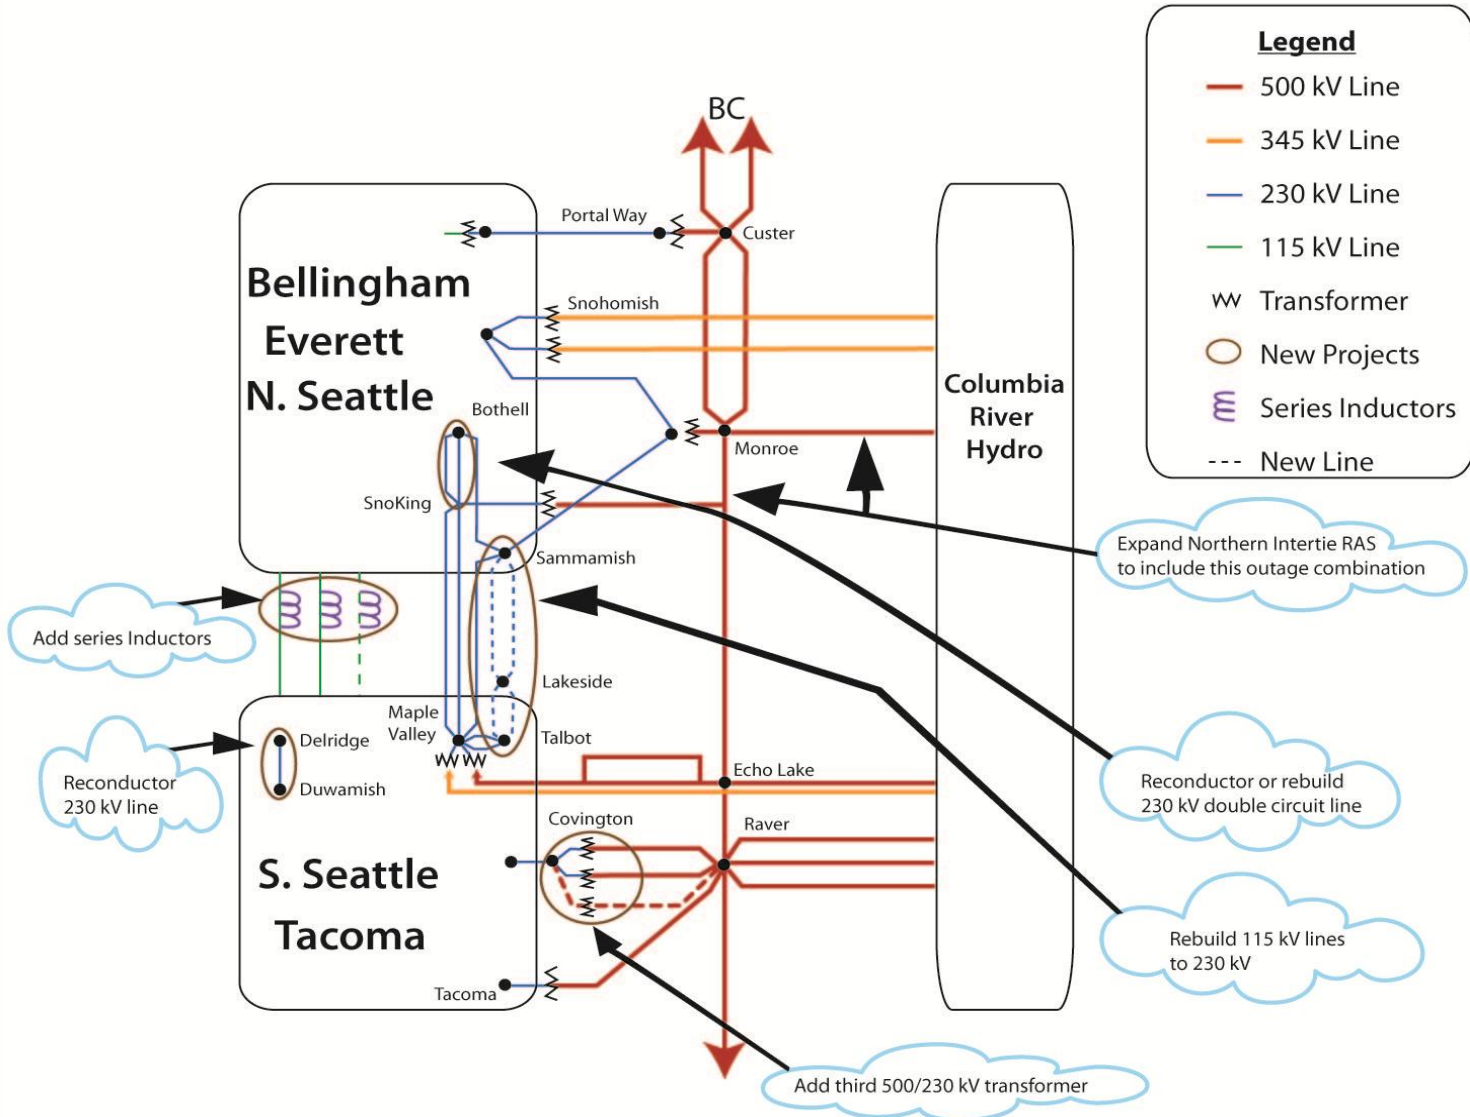 BC
Legend
500 kV Line
345 kV Line
230 kV Line
115 kV Line
Transformer
New Projects
Series Inductors
New Line
Portal Way
Custer
Bellingham
Everett
N. Seattle
Snohomish
Columbia
River
Hydro
Bothell
Monroe
SnoKing
Sammamish
Expand Northern Intertie RAS
to include this outage combination
Add series Inductors
Lakeside
Maple
Valley
Talbot
Delridge
Duwamish
Reconductor
230 kV line
Echo Lake
Reconductor or rebuild
230 kV double circuit line
Covington
Raver
S. Seattle
Tacoma
Rebuild 115 kV lines
to 230 kV
Tacoma
Add third 500/230 kV transformer